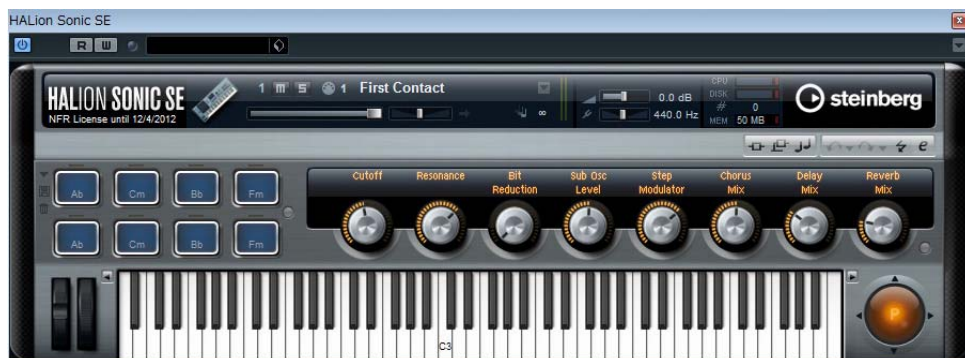 HALion Sonic SE
R W
HALION SONIC SE
NFR License until 12/4/2012
1 m s 1 First Contact
∞
0.0 dB
440.0 Hz
CPU
DISK
# 0
MEM 50 MB
steinberg
e
Ab Cm Bb Fm
Ab Cm Bb Fm
Cutoff Resonance Bit Reduction Sub Osc Level Step Modulator Chorus Mix Delay Mix Reverb Mix
C3
P